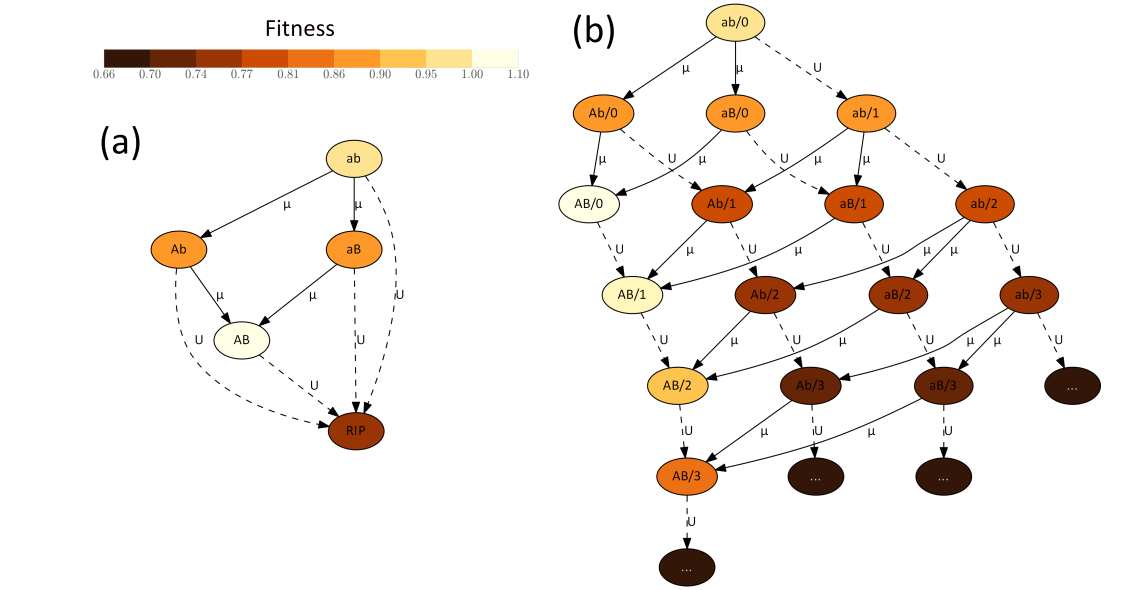 Fitness
0.66 0.70 0.74 0.77 0.81 0.86 0.90 0.95 1.00 1.10
(a)
ab
μ μ
Ab aB
μ μ U
U AB U
U
RIP
(b)
ab/0
μ μ U
Ab/0 aB/0 ab/1
μ U μ U μ μ U
AB/0 Ab/1 aB/1 ab/2
U μ U μ U μ μ U
AB/1 Ab/2 aB/2 ab/3
U μ U μ U μ μ U
AB/2 Ab/3 aB/3 ...
U μ U μ U
AB/3 ... ...
U
...